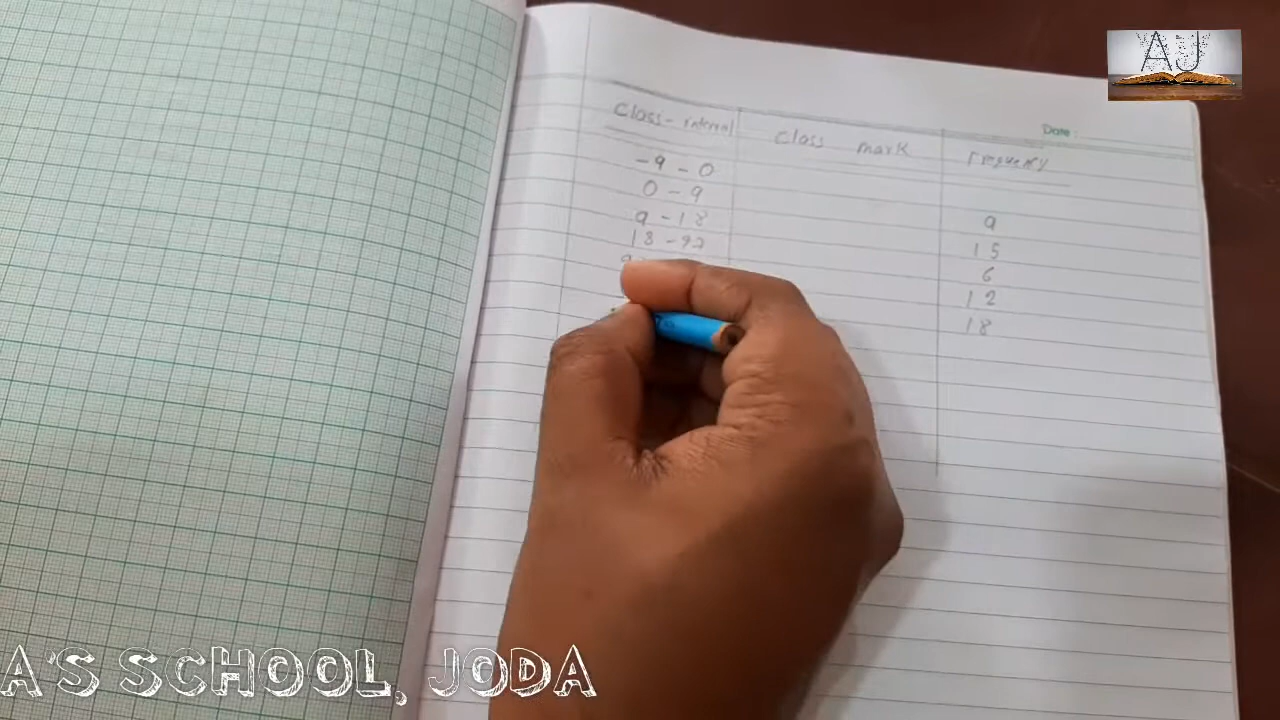 AJ
Date :
Class-interval Class mark Frequency
-9 - 0
0 - 9
9 - 18 9
18 - 27 15
6
12
18
A'S SCHOOL, JODA